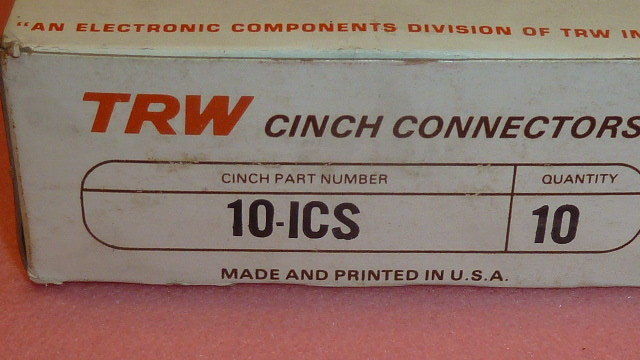 "AN ELECTRONIC COMPONENTS DIVISION OF TRW IN
TRW CINCH CONNECTORS
CINCH PART NUMBER QUANTITY
10-ICS 10
MADE AND PRINTED IN U.S.A.